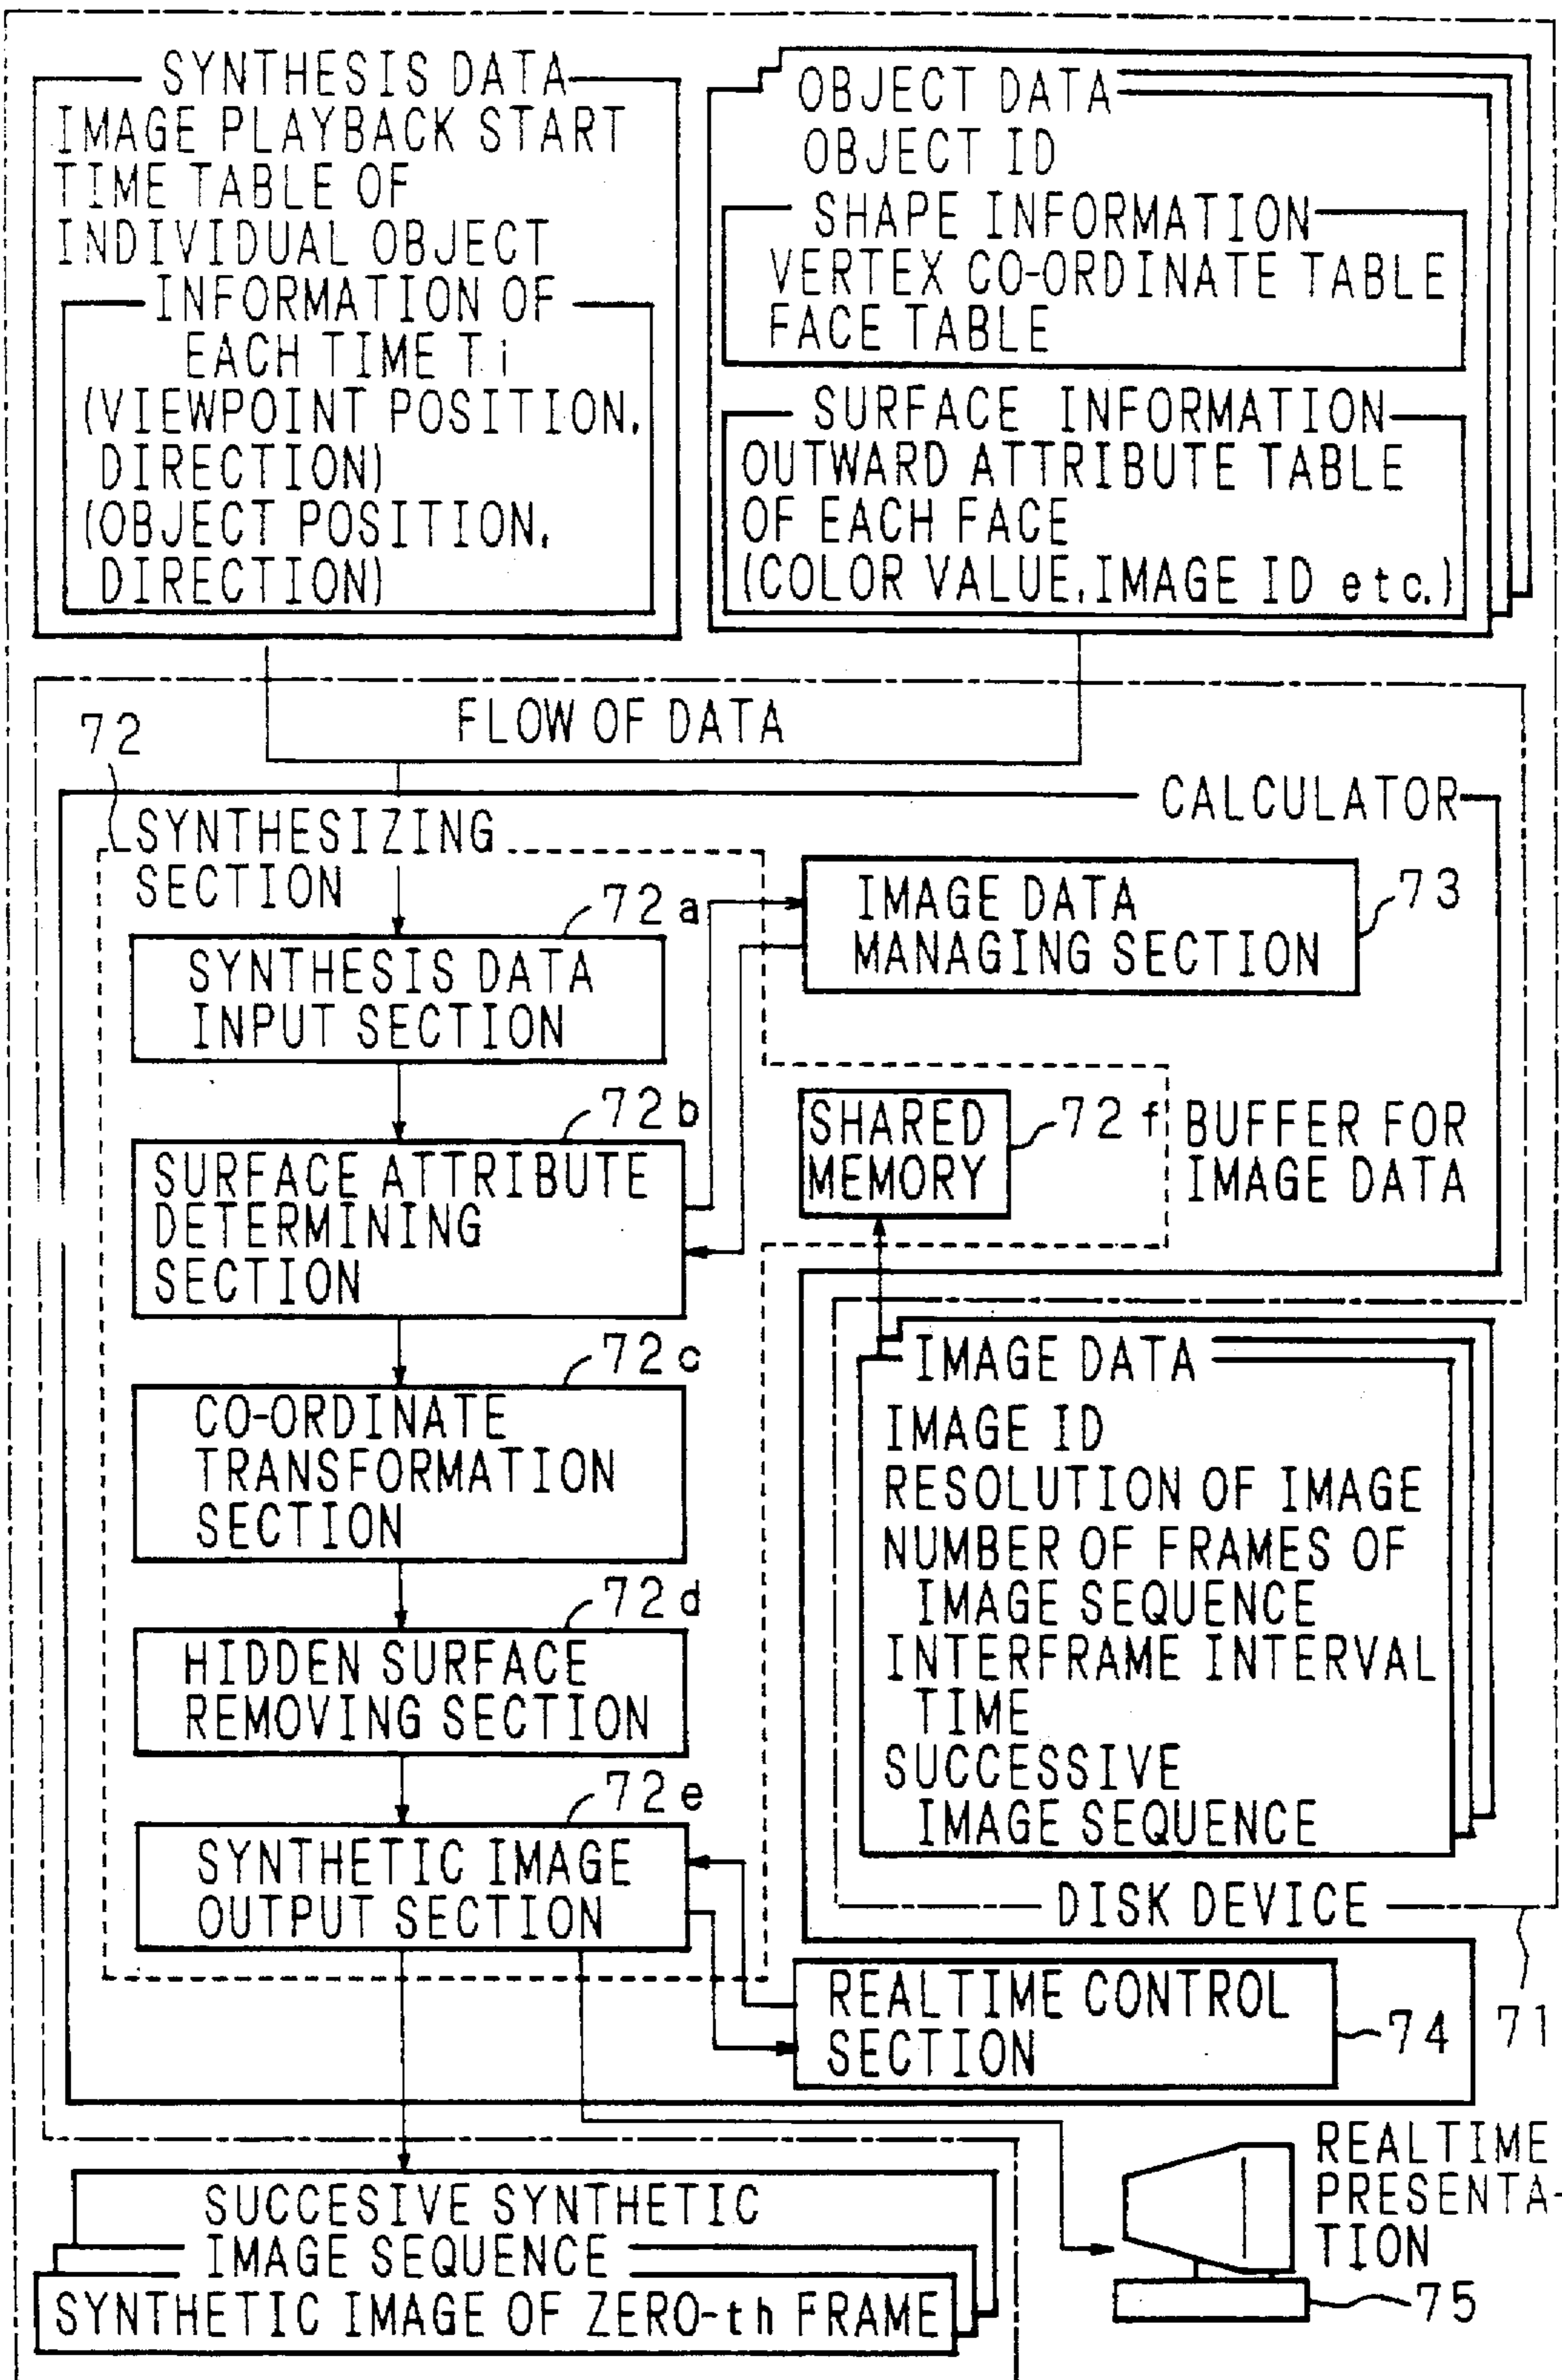 SYNTHESIS DATA
IMAGE PLAYBACK START
TIME TABLE OF
INDIVIDUAL OBJECT
INFORMATION OF
EACH TIME Ti
(VIEWPOINT POSITION,
DIRECTION)
(OBJECT POSITION,
DIRECTION)
OBJECT DATA
OBJECT ID
SHAPE INFORMATION
VERTEX CO-ORDINATE TABLE
FACE TABLE
SURFACE INFORMATION
OUTWARD ATTRIBUTE TABLE
OF EACH FACE
(COLOR VALUE,IMAGE ID etc.)
FLOW OF DATA
72
CALCULATOR
SYNTHESIZING
SECTION
72a
SYNTHESIS DATA
INPUT SECTION
IMAGE DATA
MANAGING SECTION
73
72b
SURFACE ATTRIBUTE
DETERMINING
SECTION
SHARED
MEMORY
72f
BUFFER FOR
IMAGE DATA
72c
CO-ORDINATE
TRANSFORMATION
SECTION
72d
HIDDEN SURFACE
REMOVING SECTION
72e
SYNTHETIC IMAGE
OUTPUT SECTION
IMAGE DATA
IMAGE ID
RESOLUTION OF IMAGE
NUMBER OF FRAMES OF
IMAGE SEQUENCE
INTERFRAME INTERVAL
TIME
SUCCESSIVE
IMAGE SEQUENCE
DISK DEVICE
71
REALTIME CONTROL
SECTION
74
REALTIME
PRESENTA-
TION
75
SUCCESIVE SYNTHETIC
IMAGE SEQUENCE
SYNTHETIC IMAGE OF ZERO-th FRAME